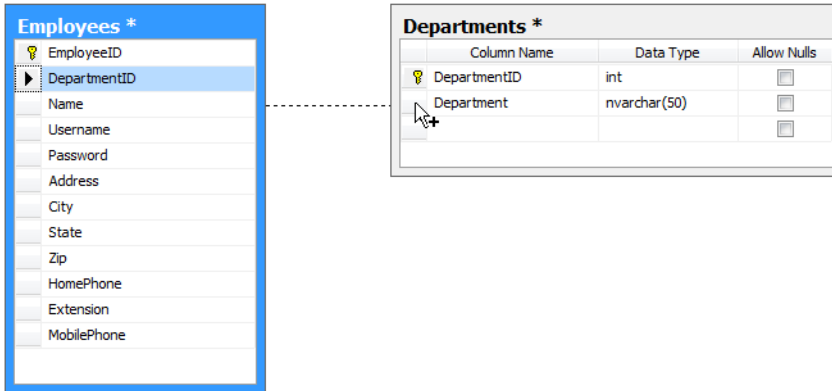 Employees *
EmployeeID
DepartmentID
Name
Username
Password
Address
City
State
Zip
HomePhone
Extension
MobilePhone
Departments *
Column Name Data Type Allow Nulls
DepartmentID int
Department nvarchar(50)